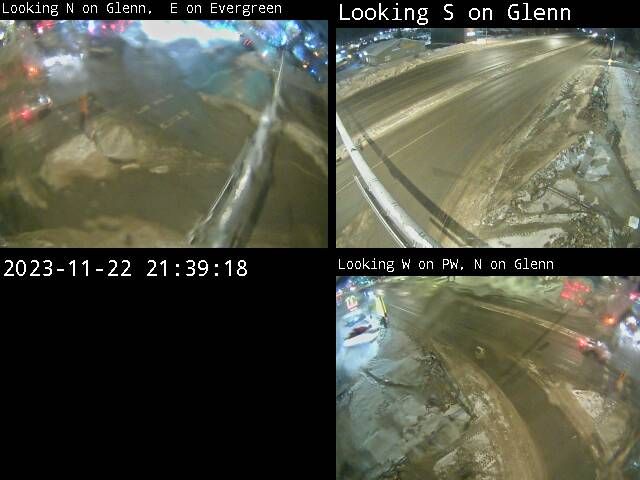 Looking N on Glenn,  E on Evergreen
Looking S on Glenn
2023-11-22 21:39:18
Looking W on PW, N on Glenn